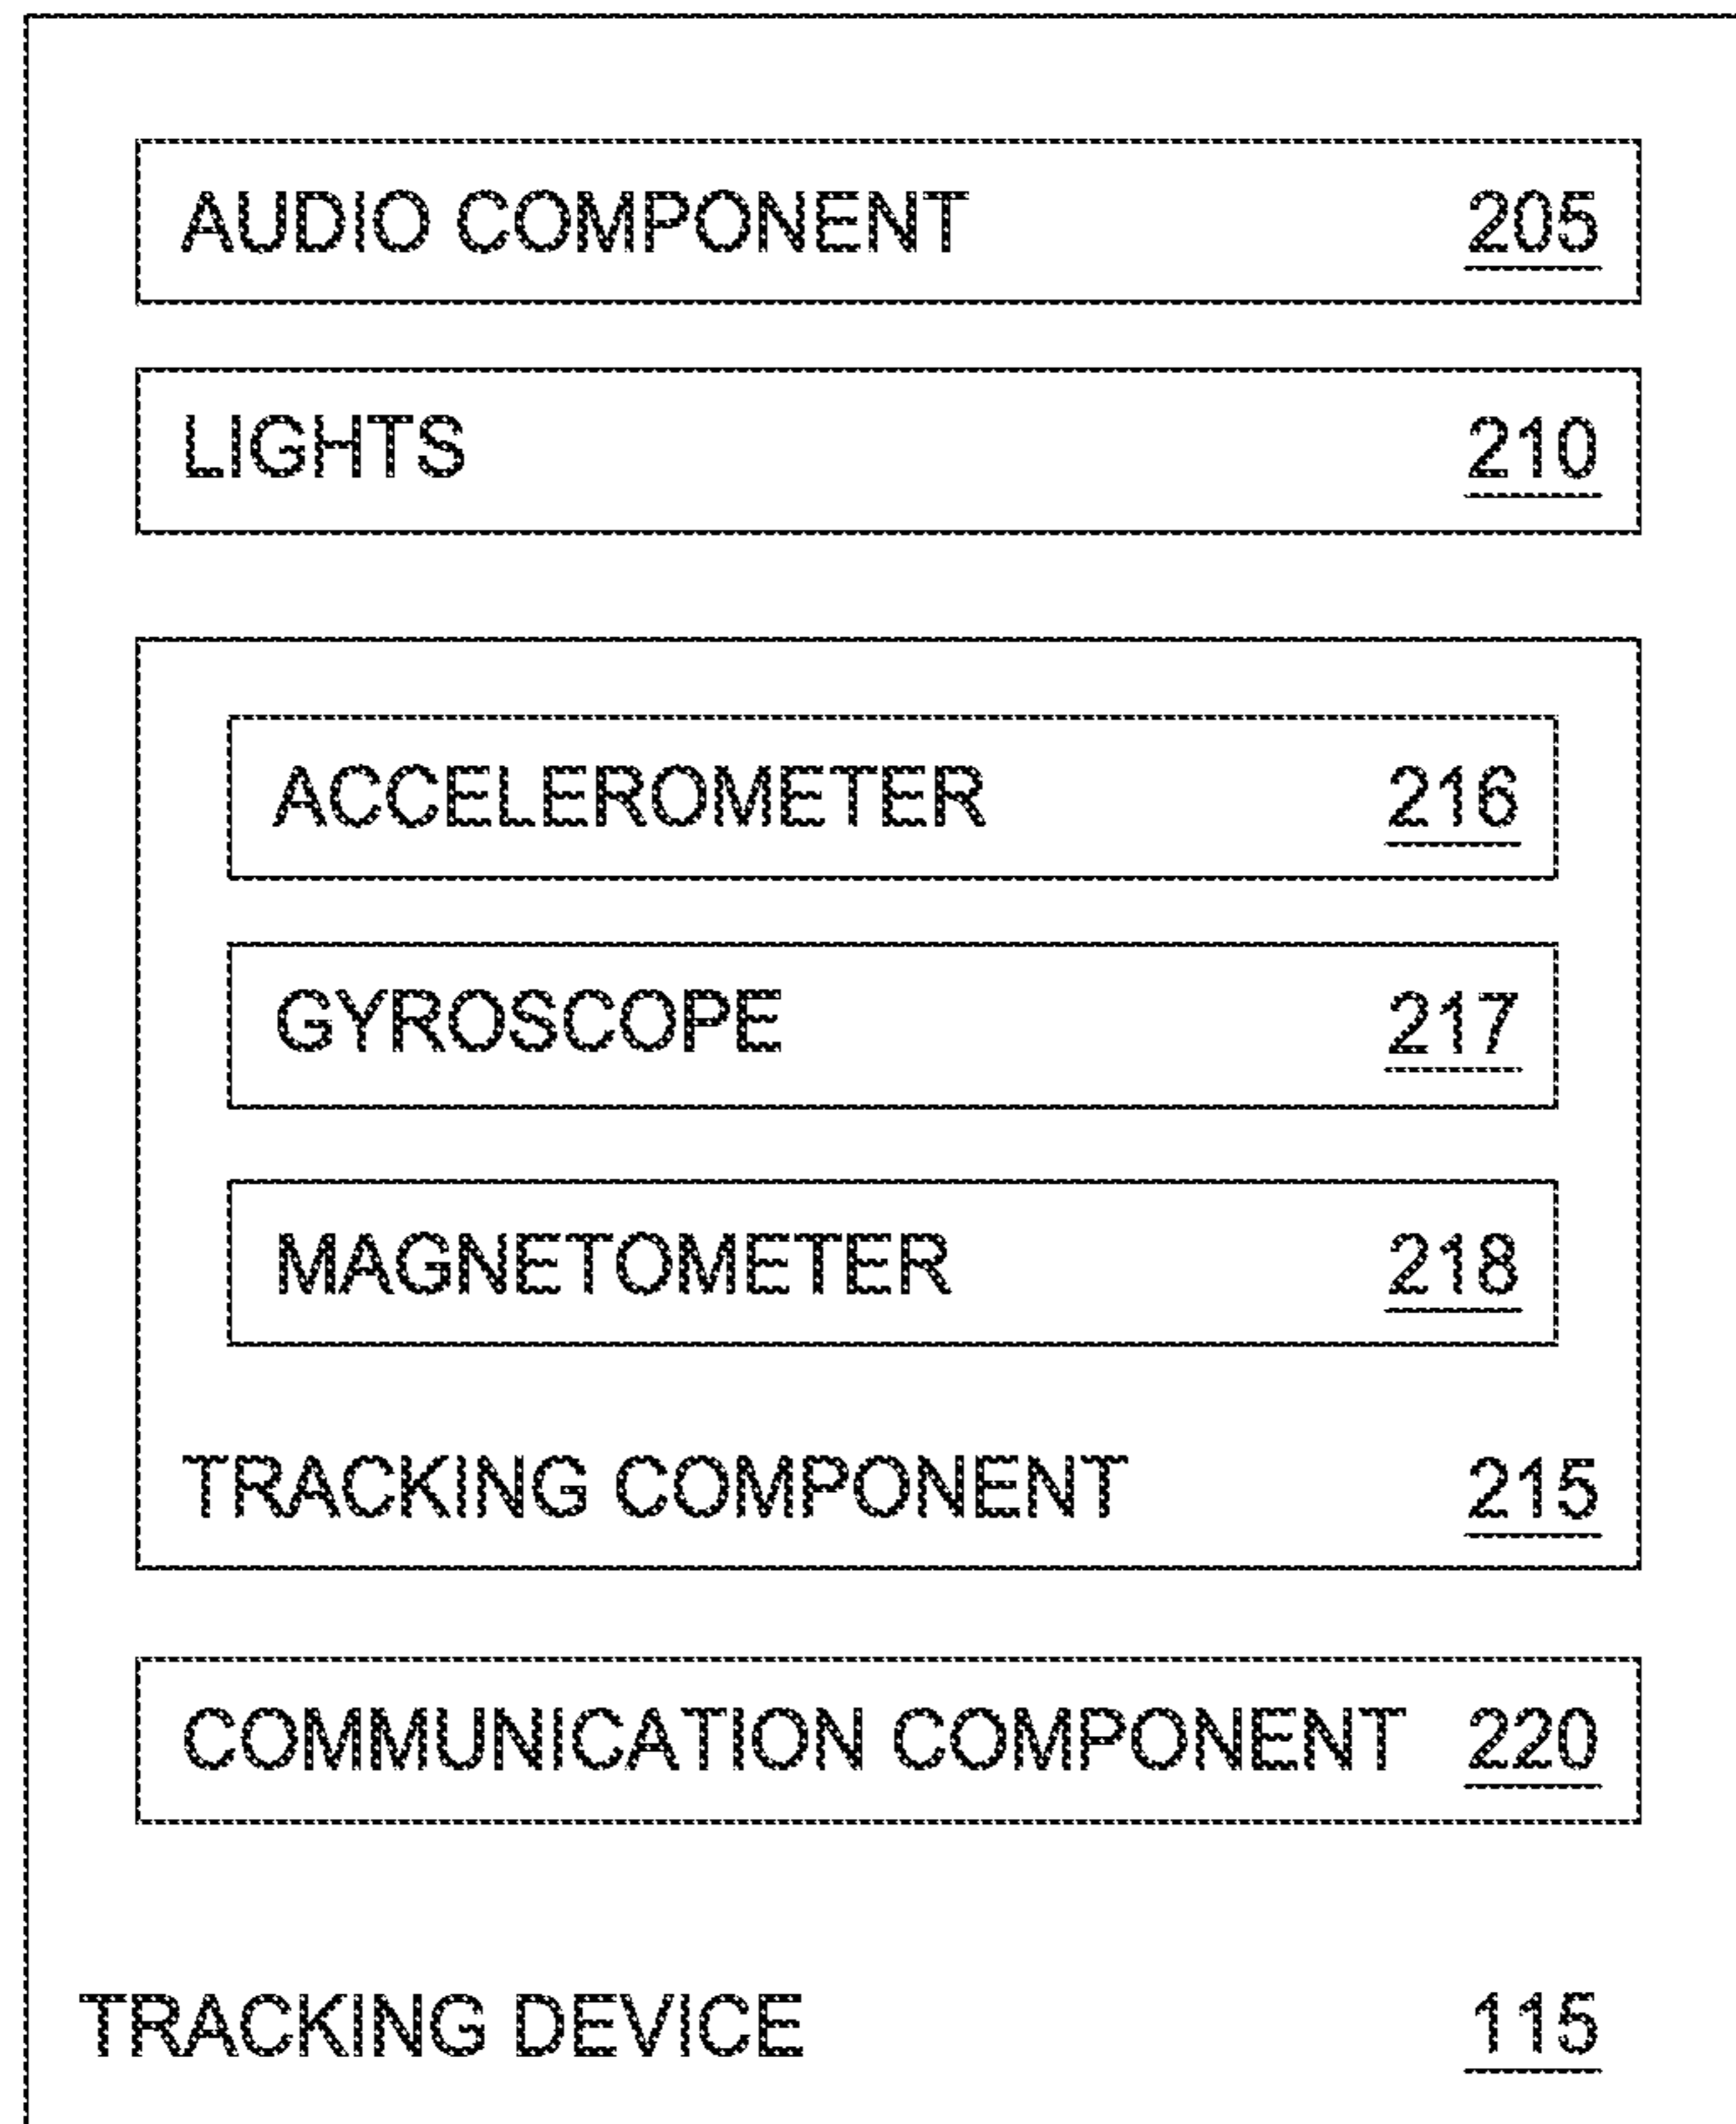 AUDIO COMPONENT 205
LIGHTS 210
ACCELEROMETER 216
GYROSCOPE 217
MAGNETOMETER 218
TRACKING COMPONENT 215
COMMUNICATION COMPONENT 220
TRACKING DEVICE 115